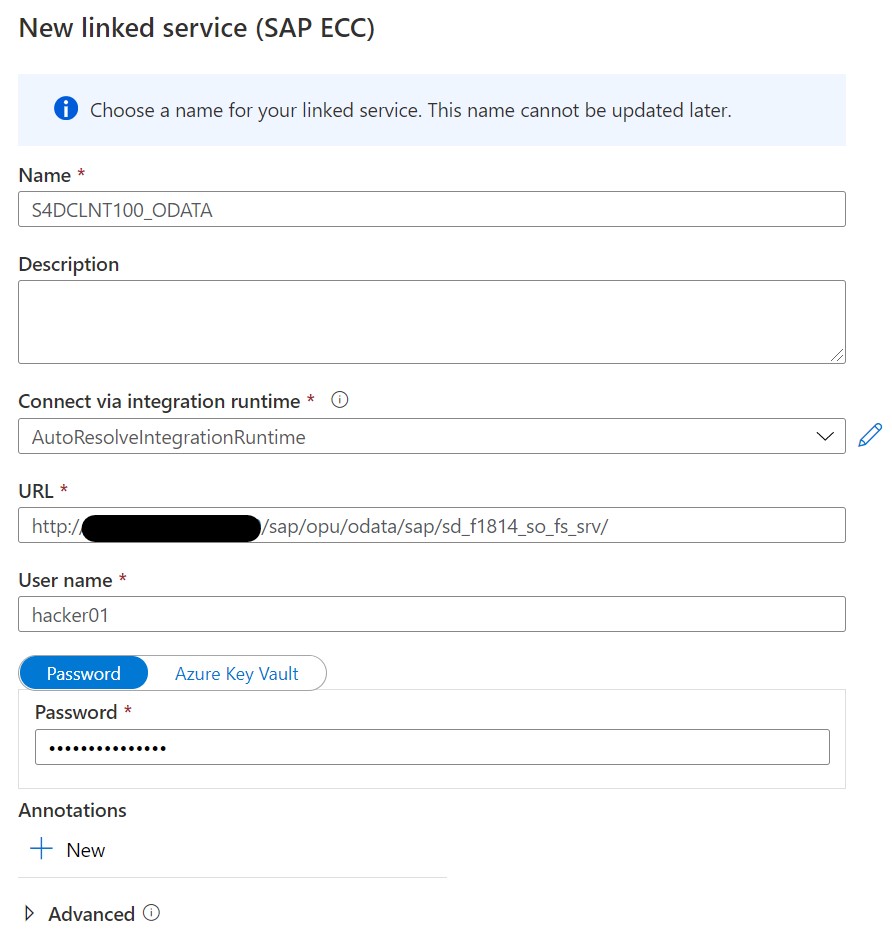 New linked service (SAP ECC)
Choose a name for your linked service. This name cannot be updated later.
Name *
S4DCLNT100_ODATA
Description
Connect via integration runtime *
AutoResolveIntegrationRuntime
URL *
http:/ /sap/opu/odata/sap/sd_f1814_so_fs_srv/
User name *
hacker01
Password Azure Key Vault
Password *
•••••••••••••••
Annotations
New
Advanced